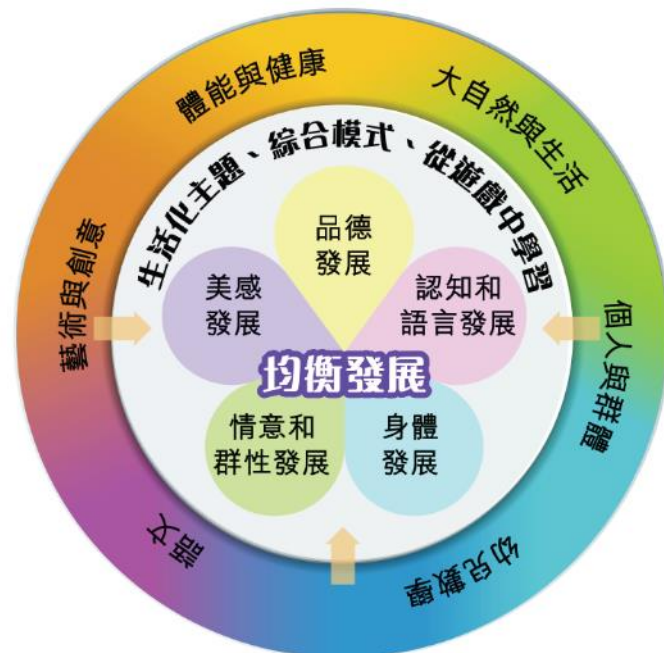 體能與健康
大自然與生活
個人與群體
幼兒數學
語文
藝術與創意
生活化主題、綜合模式、從遊戲中學習
品德
發展
美感
發展
認知和
語言發展
均衡發展
情意和
群性發展
身體
發展